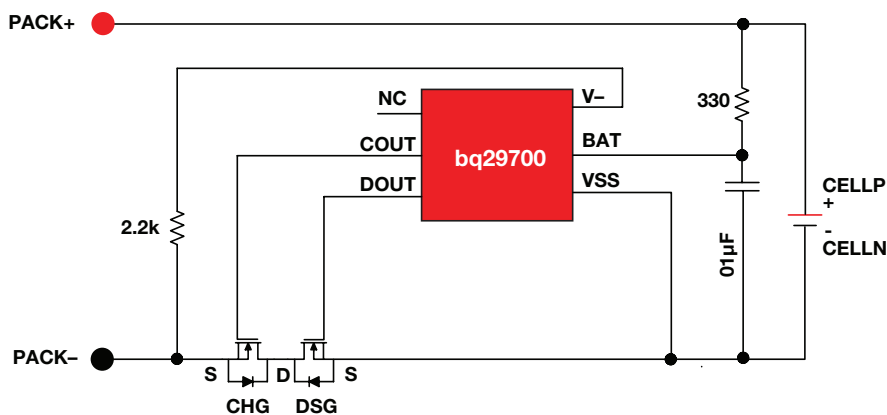 PACK+
NC
V–
330
COUT
bq29700
BAT
DOUT
VSS
CELLP
+
-
CELLN
2.2k
01µF
PACK–
S
D
S
CHG
DSG